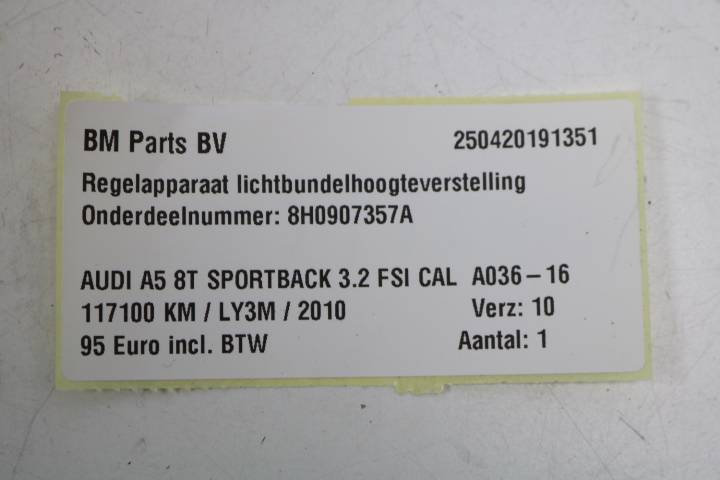 BM Parts BV 250420191351
Regelapparaat lichtbundelhoogteverstelling
Onderdeelnummer: 8H0907357A
AUDI A5 8T SPORTBACK 3.2 FSI CAL A036-16
117100 KM / LY3M / 2010 Verz: 10
95 Euro incl. BTW Aantal: 1